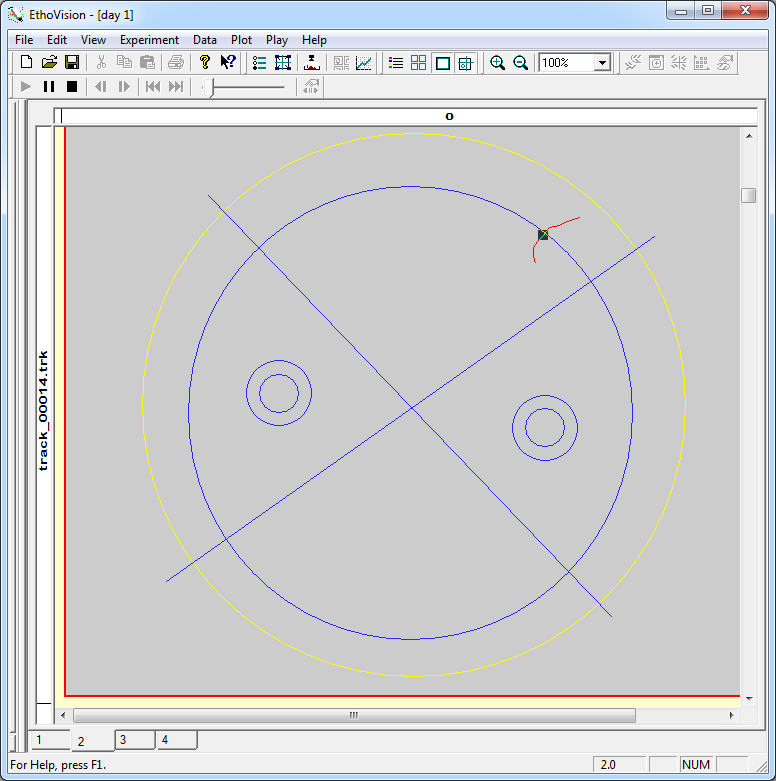 EthoVision - [day 1]
File Edit View Experiment Data Plot Play Help
100%
o
track_00014.trk
1 2 3 4
For Help, press F1. 2.0 NUM